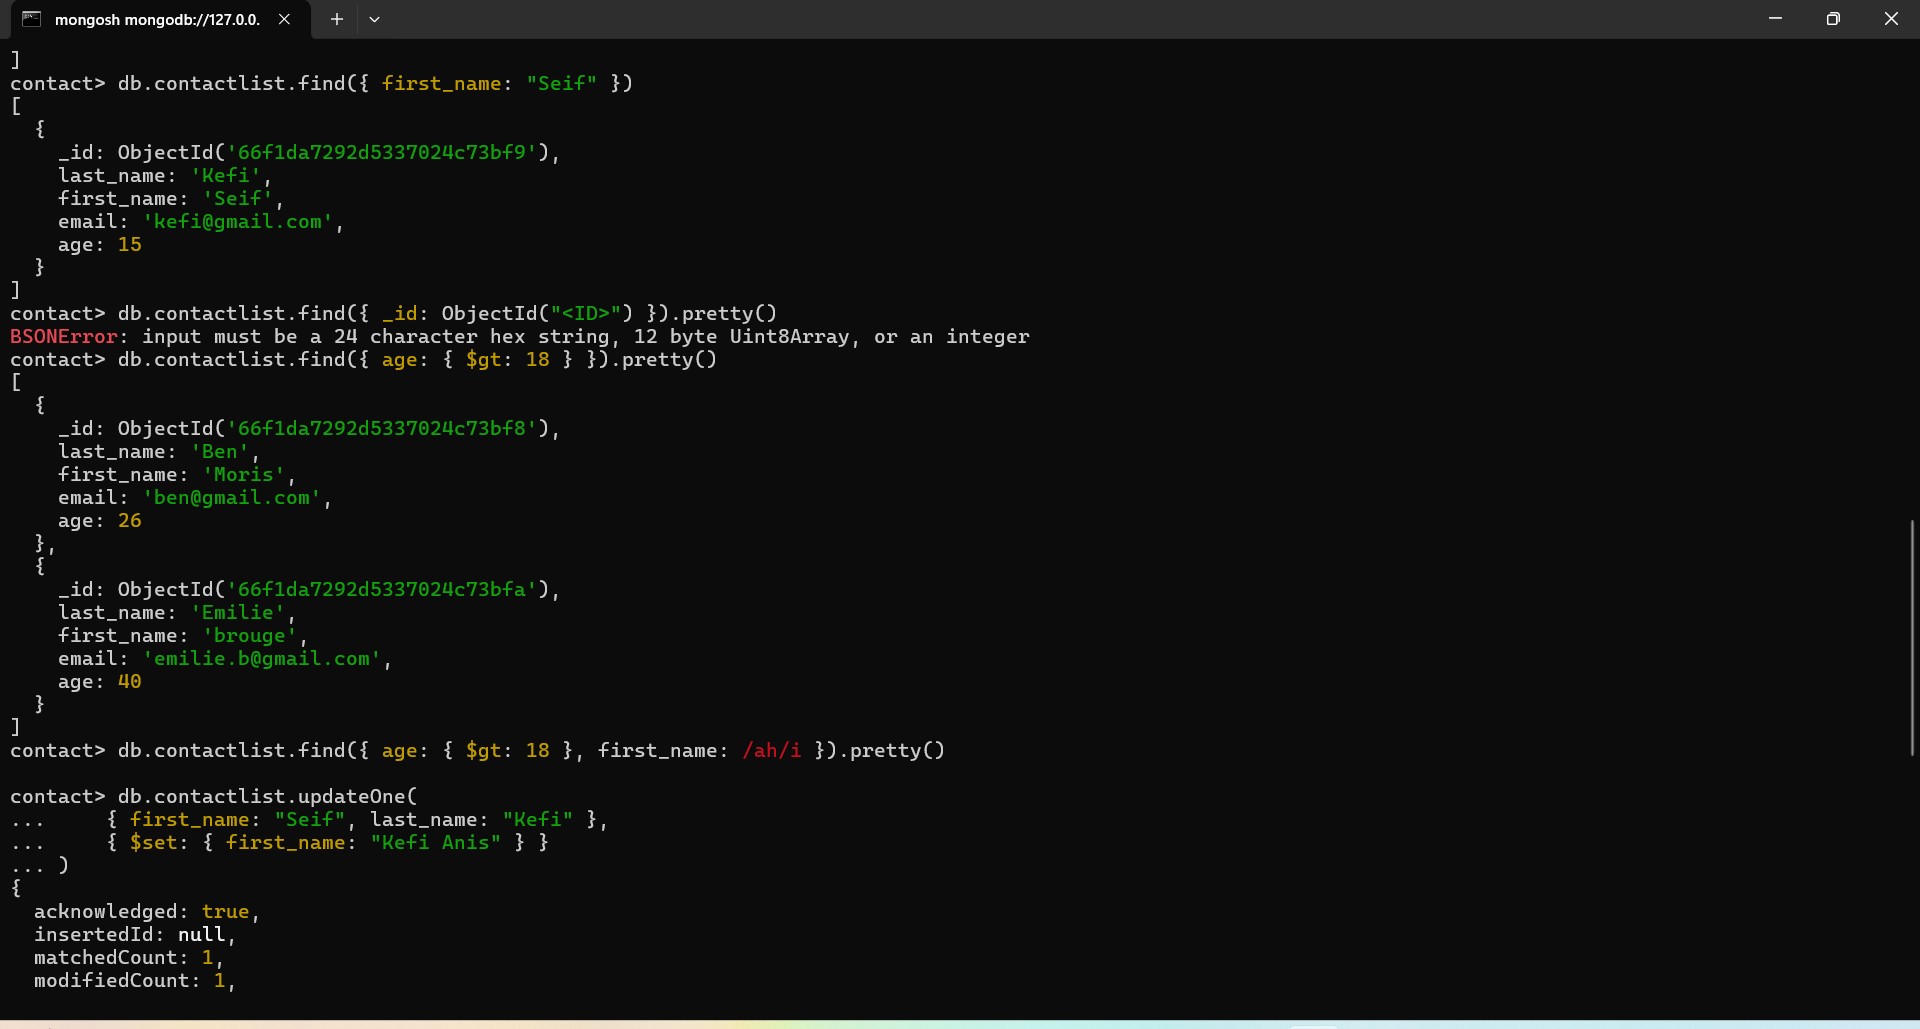 mongosh mongodb://127.0.0.
]
contact> db.contactlist.find({ first_name: "Seif" })
[
  {
    _id: ObjectId('66f1da7292d5337024c73bf9'),
    last_name: 'Kefi',
    first_name: 'Seif',
    email: 'kefi@gmail.com',
    age: 15
  }
]
contact> db.contactlist.find({ _id: ObjectId("<ID>") }).pretty()
BSONError: input must be a 24 character hex string, 12 byte Uint8Array, or an integer
contact> db.contactlist.find({ age: { $gt: 18 } }).pretty()
[
  {
    _id: ObjectId('66f1da7292d5337024c73bf8'),
    last_name: 'Ben',
    first_name: 'Moris',
    email: 'ben@gmail.com',
    age: 26
  },
  {
    _id: ObjectId('66f1da7292d5337024c73bfa'),
    last_name: 'Emilie',
    first_name: 'brouge',
    email: 'emilie.b@gmail.com',
    age: 40
  }
]
contact> db.contactlist.find({ age: { $gt: 18 }, first_name: /ah/i }).pretty()

contact> db.contactlist.updateOne(
...     { first_name: "Seif", last_name: "Kefi" },
...     { $set: { first_name: "Kefi Anis" } }
... )
{
  acknowledged: true,
  insertedId: null,
  matchedCount: 1,
  modifiedCount: 1,